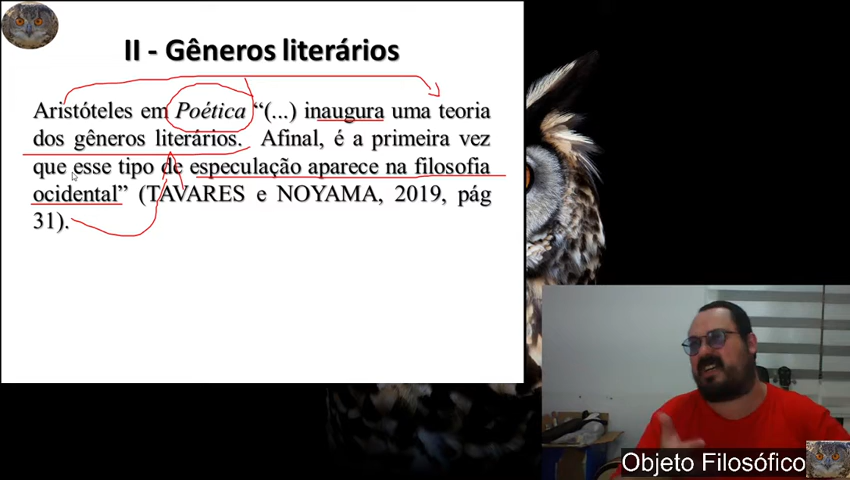 II - Gêneros literários
Aristóteles em Poética “(...) inaugura uma teoria
dos gêneros literários. Afinal, é a primeira vez
que esse tipo de especulação aparece na filosofia
ocidental” (TAVARES e NOYAMA, 2019, pág
31).
Objeto Filosófico